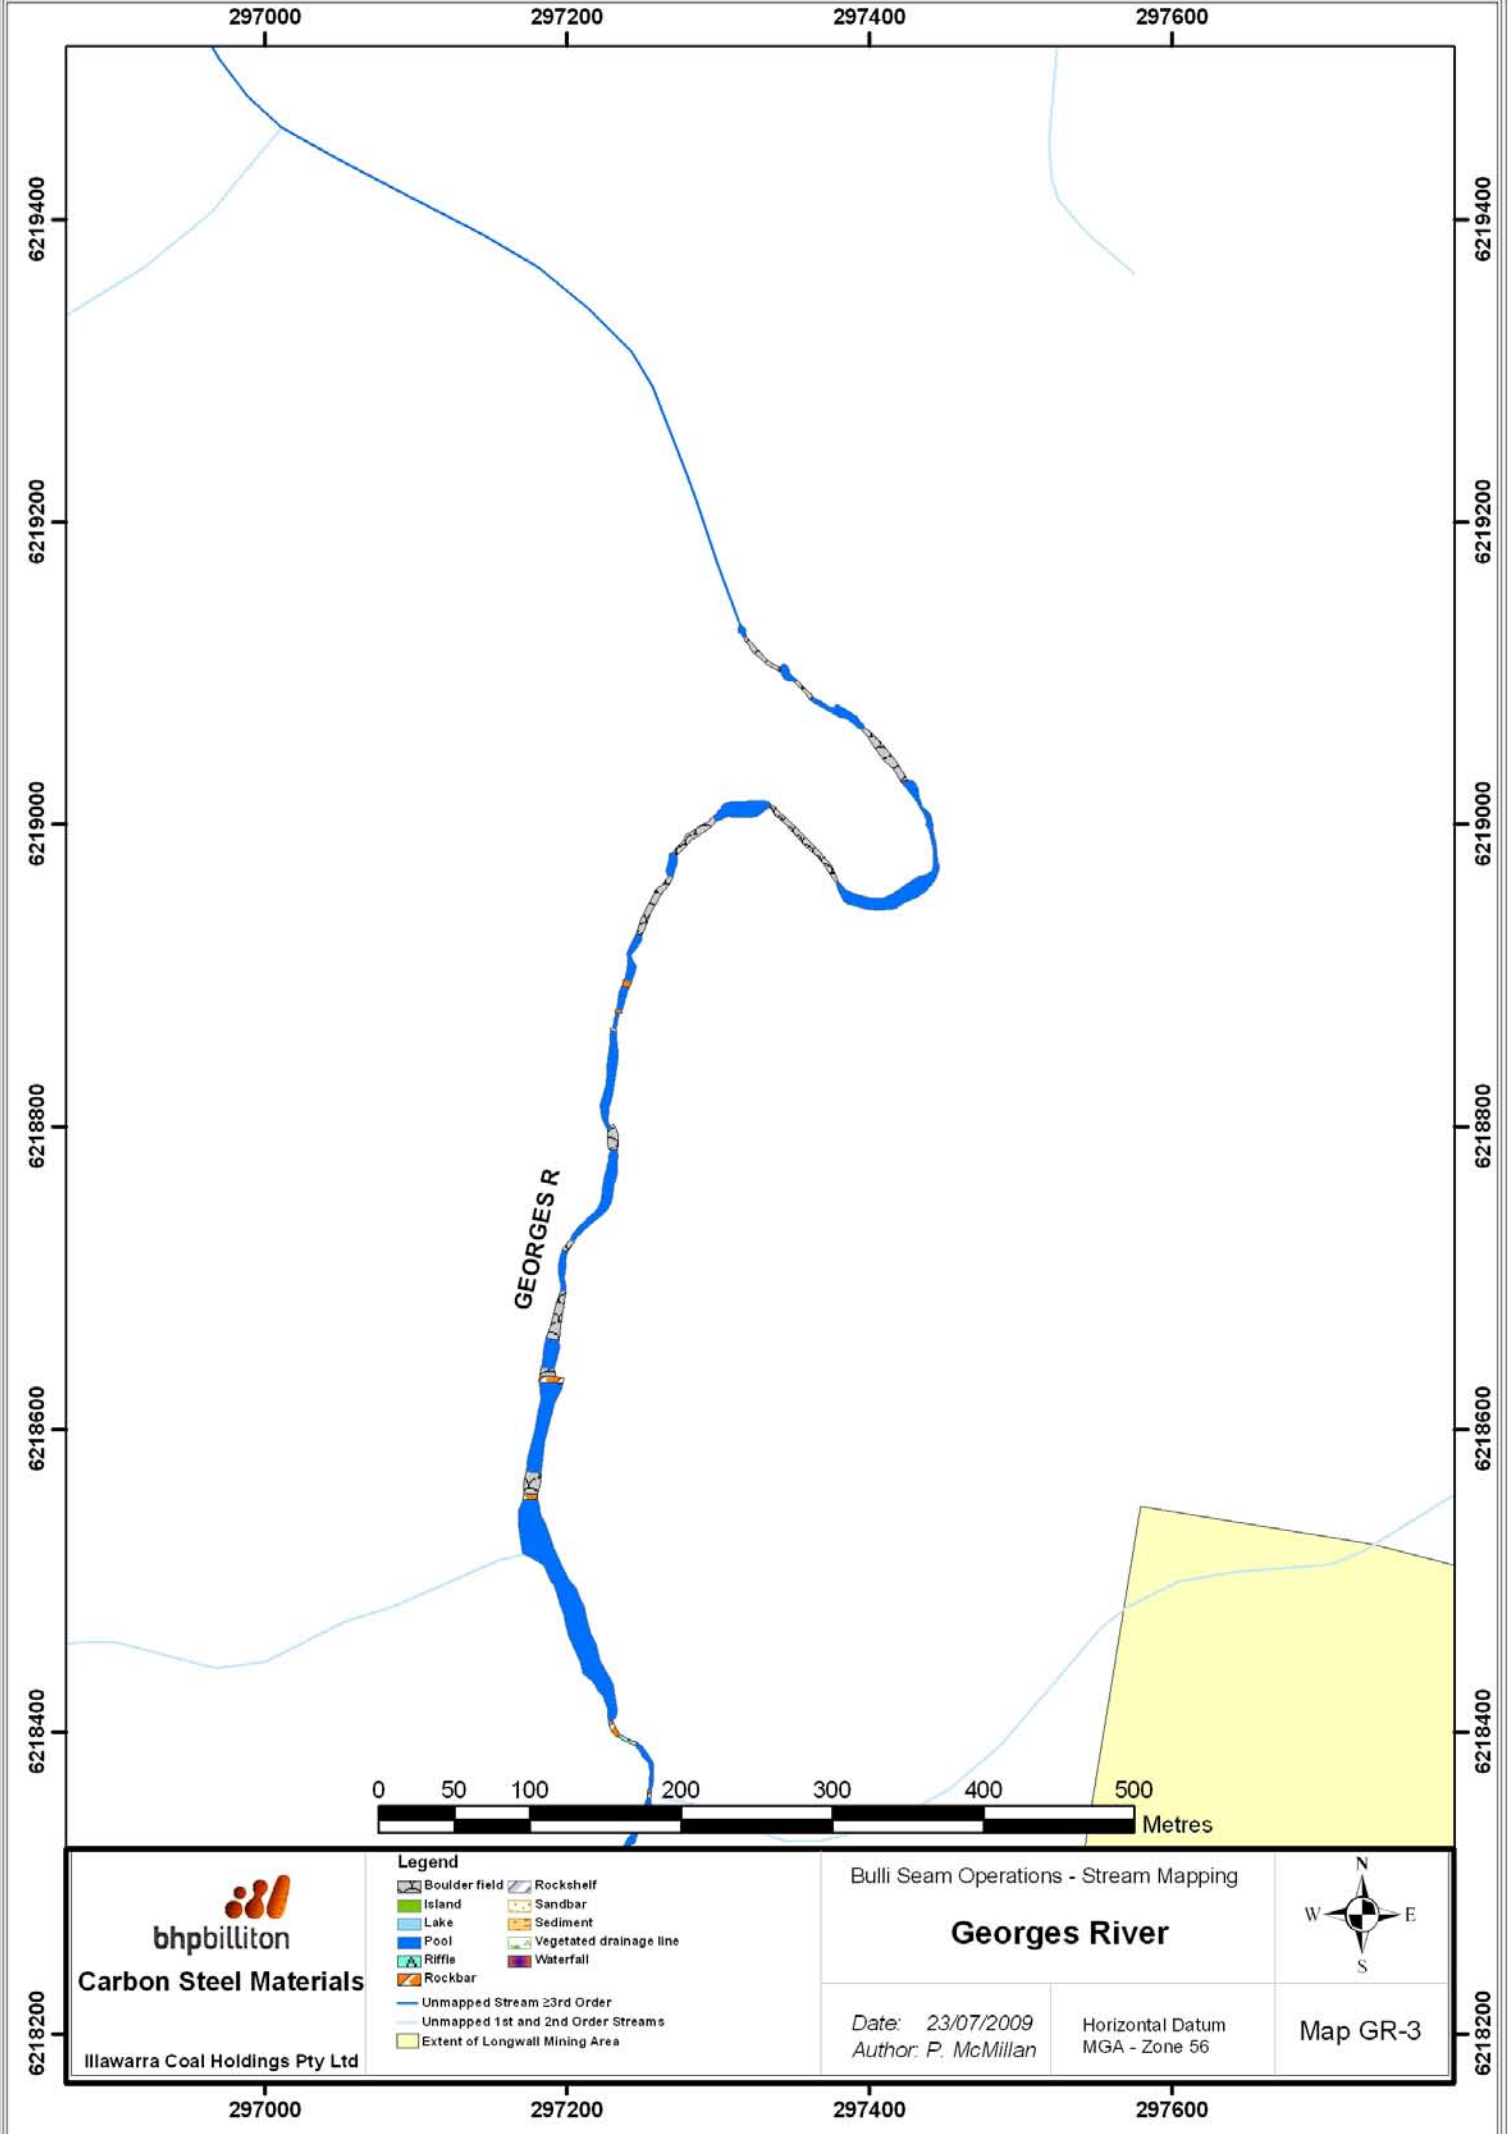 297000 297200 297400 297600
6219400 6219400
6219200 6219200
6219000 6219000
6218800 6218800
GEORGES R
6218600 6218600
6218400 6218400
0 50 100 200 300 400 500
Metres
Legend
Boulder field Rockshelf
Island Sandbar
Lake Sediment
Pool Vegetated drainage line
Riffle Waterfall
Rockbar
Unmapped Stream ≥3rd Order
Unmapped 1st and 2nd Order Streams
Extent of Longwall Mining Area
bhpbilliton
Carbon Steel Materials
Illawarra Coal Holdings Pty Ltd
Bulli Seam Operations - Stream Mapping
Georges River
Date: 23/07/2009
Author: P. McMillan
Horizontal Datum
MGA - Zone 56
N
W E
S
Map GR-3
6218200 6218200
297000 297200 297400 297600